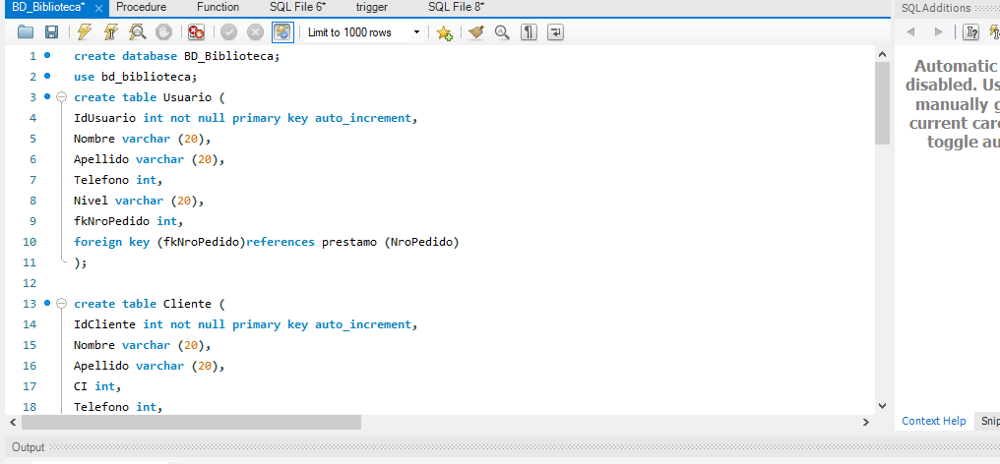 BD_Biblioteca* × Procedure Function SQL File 6* trigger SQL File 8*
SQLAdditions
Limit to 1000 rows
1 create database BD_Biblioteca;
2 use bd_biblioteca;
3 create table Usuario (
4 IdUsuario int not null primary key auto_increment,
5 Nombre varchar (20),
6 Apellido varchar (20),
7 Telefono int,
8 Nivel varchar (20),
9 fkNroPedido int,
10 foreign key (fkNroPedido)references prestamo (NroPedido)
11 );
12
13 create table Cliente (
14 IdCliente int not null primary key auto_increment,
15 Nombre varchar (20),
16 Apellido varchar (20),
17 CI int,
18 Telefono int,
Automatic
disabled. Us
manually g
current care
toggle au
Context Help Snip
Output